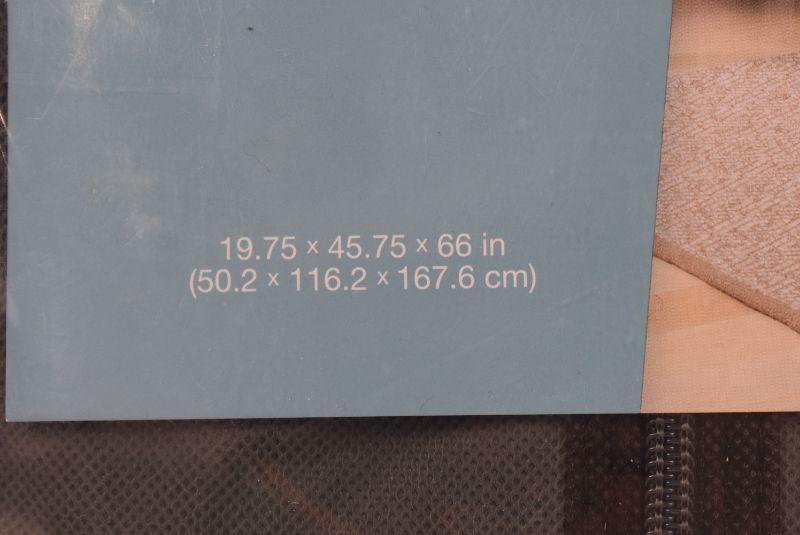 19.75 × 45.75 × 66 in
(50.2 × 116.2 × 167.6 cm)